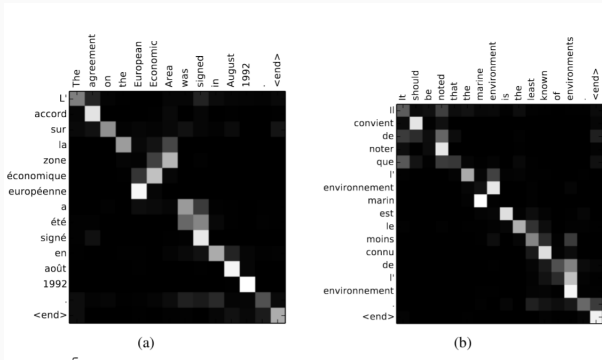 The
agreement
on
the
European
Economic
Area
was
signed
in
August
1992
.
<end>
L'
accord
sur
la
zone
économique
européenne
a
été
signé
en
août
1992
.
<end>
(a)
It
should
be
noted
that
the
marine
environment
is
the
least
known
of
environments
.
<end>
Il
convient
de
noter
que
l'
environnement
marin
est
le
moins
connu
de
l'
environnement
.
<end>
(b)